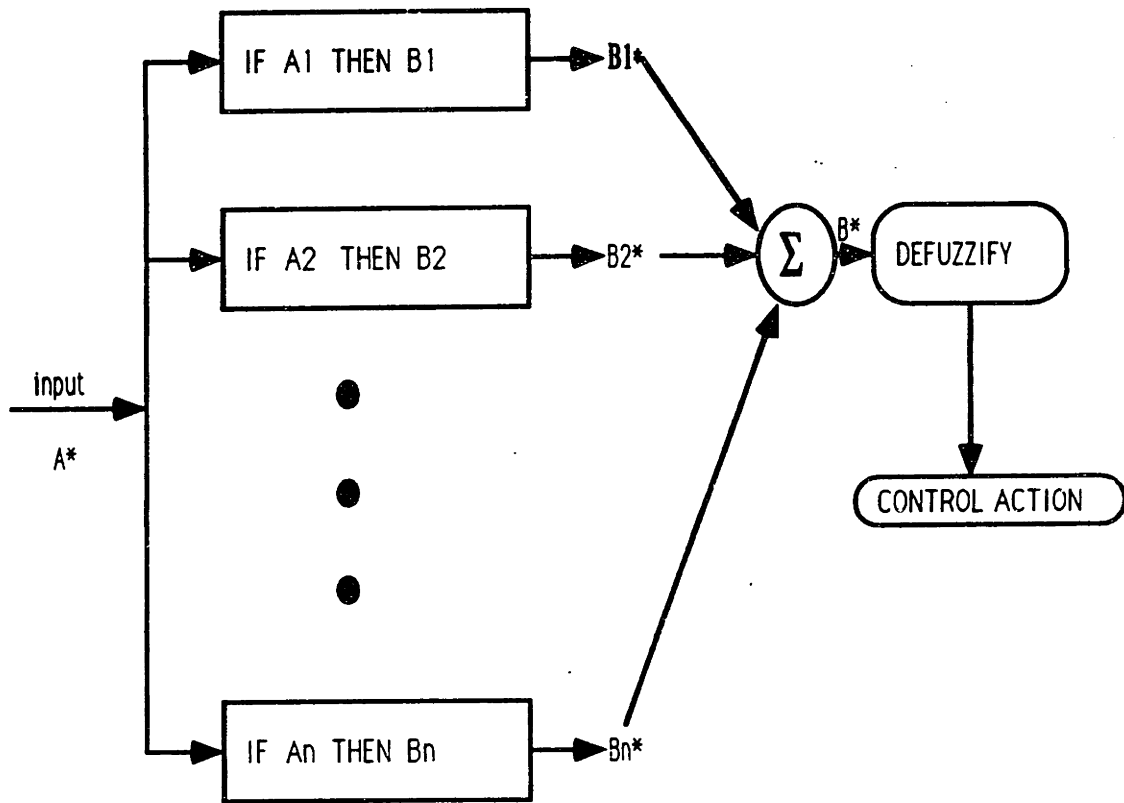 IF A1 THEN B1
B1*
IF A2 THEN B2
B2*
Σ
B*
DEFUZZIFY
input
A*
CONTROL ACTION
IF An THEN Bn
Bn*